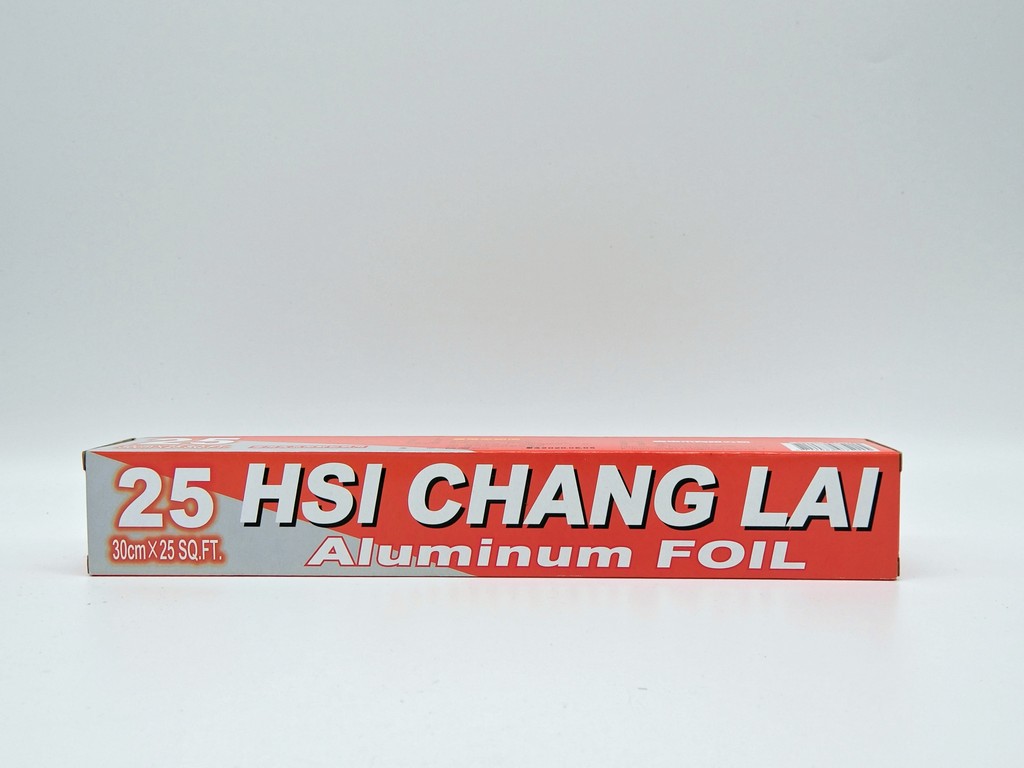 25
HSI CHANG LAI
30cm×25 SQ.FT.
Aluminum FOIL